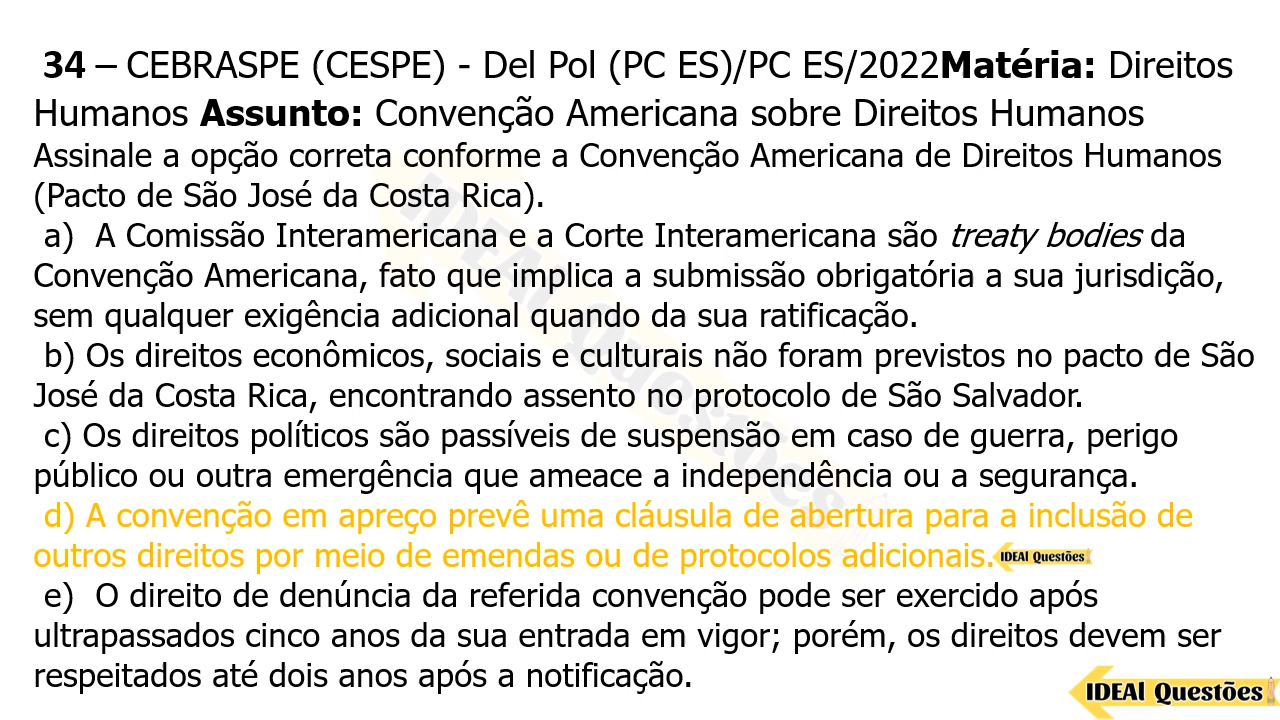 34 – CEBRASPE (CESPE) - Del Pol (PC ES)/PC ES/2022Matéria: Direitos
Humanos Assunto: Convenção Americana sobre Direitos Humanos
Assinale a opção correta conforme a Convenção Americana de Direitos Humanos
(Pacto de São José da Costa Rica).
a) A Comissão Interamericana e a Corte Interamericana são treaty bodies da
Convenção Americana, fato que implica a submissão obrigatória a sua jurisdição,
sem qualquer exigência adicional quando da sua ratificação.
b) Os direitos econômicos, sociais e culturais não foram previstos no pacto de São
José da Costa Rica, encontrando assento no protocolo de São Salvador.
c) Os direitos políticos são passíveis de suspensão em caso de guerra, perigo
público ou outra emergência que ameace a independência ou a segurança.
d) A convenção em apreço prevê uma cláusula de abertura para a inclusão de
outros direitos por meio de emendas ou de protocolos adicionais.
IDEAl Questões
e) O direito de denúncia da referida convenção pode ser exercido após
ultrapassados cinco anos da sua entrada em vigor; porém, os direitos devem ser
respeitados até dois anos após a notificação.
IDEAl Questões
IDEAl Questões